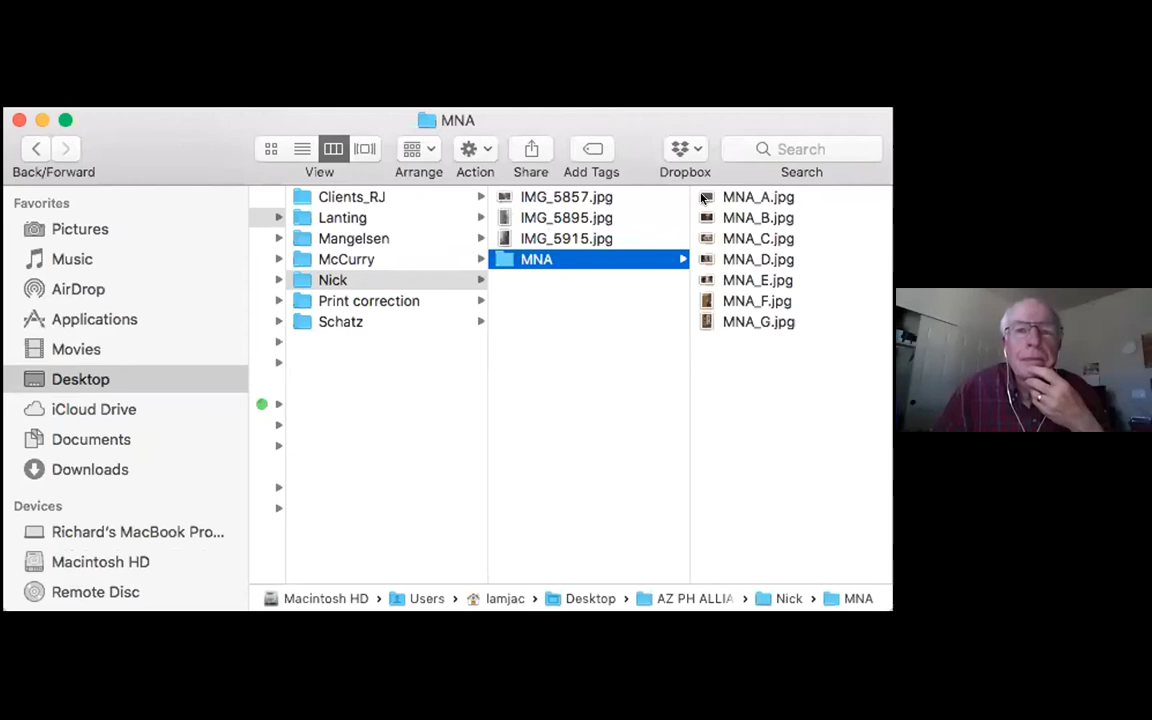 MNA
Back/Forward
View
Arrange
Action
Share
Add Tags
Dropbox
Search
Search
Favorites
Pictures
Music
AirDrop
Applications
Movies
Desktop
iCloud Drive
Documents
Downloads
Devices
Richard's MacBook Pro...
Macintosh HD
Remote Disc
Clients_RJ
Lanting
Mangelsen
McCurry
Nick
Print correction
Schatz
IMG_5857.jpg
IMG_5895.jpg
IMG_5915.jpg
MNA
MNA_A.jpg
MNA_B.jpg
MNA_C.jpg
MNA_D.jpg
MNA_E.jpg
MNA_F.jpg
MNA_G.jpg
Macintosh HD › Users › lamjac › Desktop › AZ PH ALLIA › Nick › MNA